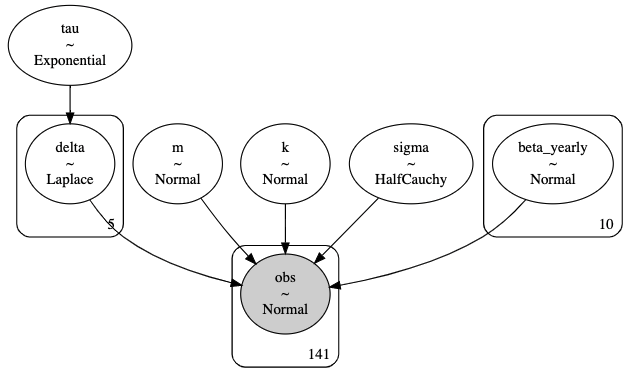 tau
~
Exponential
delta
~
Laplace
5
m
~
Normal
k
~
Normal
sigma
~
HalfCauchy
beta_yearly
~
Normal
10
obs
~
Normal
141